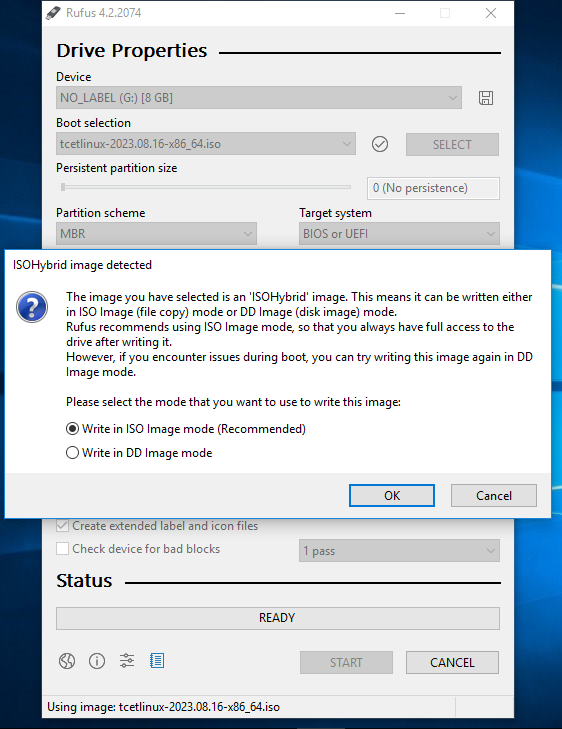 Rufus 4.2.2074
Drive Properties
Device
NO_LABEL (G:) [8 GB]
Boot selection
tcetlinux-2023.08.16-x86_64.iso
SELECT
Persistent partition size
0 (No persistence)
Partition scheme
Target system
MBR
BIOS or UEFI
ISOHybrid image detected
The image you have selected is an 'ISOHybrid' image. This means it can be written either
in ISO Image (file copy) mode or DD Image (disk image) mode.
Rufus recommends using ISO Image mode, so that you always have full access to the
drive after writing it.
However, if you encounter issues during boot, you can try writing this image again in DD
Image mode.
Please select the mode that you want to use to write this image:
Write in ISO Image mode (Recommended)
Write in DD Image mode
OK
Cancel
Create extended label and icon files
Check device for bad blocks
1 pass
Status
READY
START
CANCEL
Using image: tcetlinux-2023.08.16-x86_64.iso